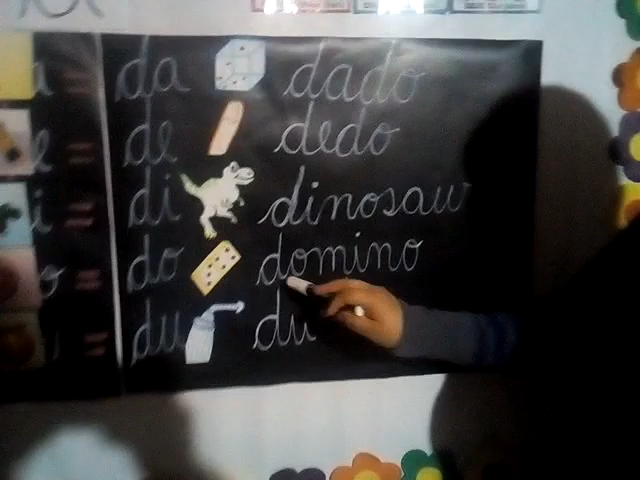 a = da dado
e = de dedo
i = di dinosau
o = do domino
= du du